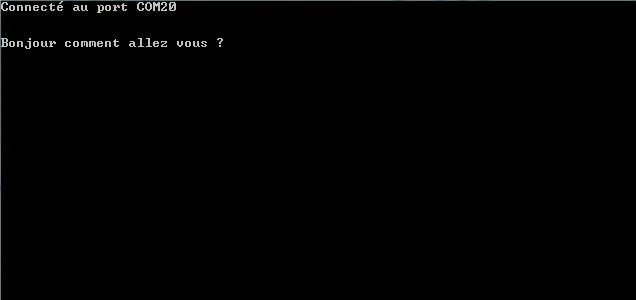 Connecté au port COM20
Bonjour comment allez vous ?